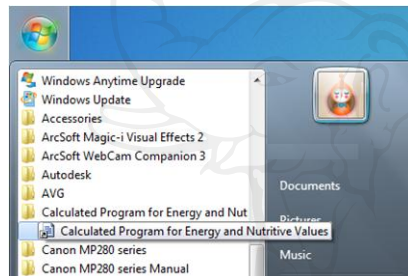 Windows Anytime Upgrade
Windows Update
Accessories
ArcSoft Magic-i Visual Effects 2
ArcSoft WebCam Companion 3
Autodesk
AVG
Calculated Program for Energy and Nut
Calculated Program for Energy and Nutritive Values
Canon MP280 series
Canon MP280 series Manual
Documents
Pictures
Music